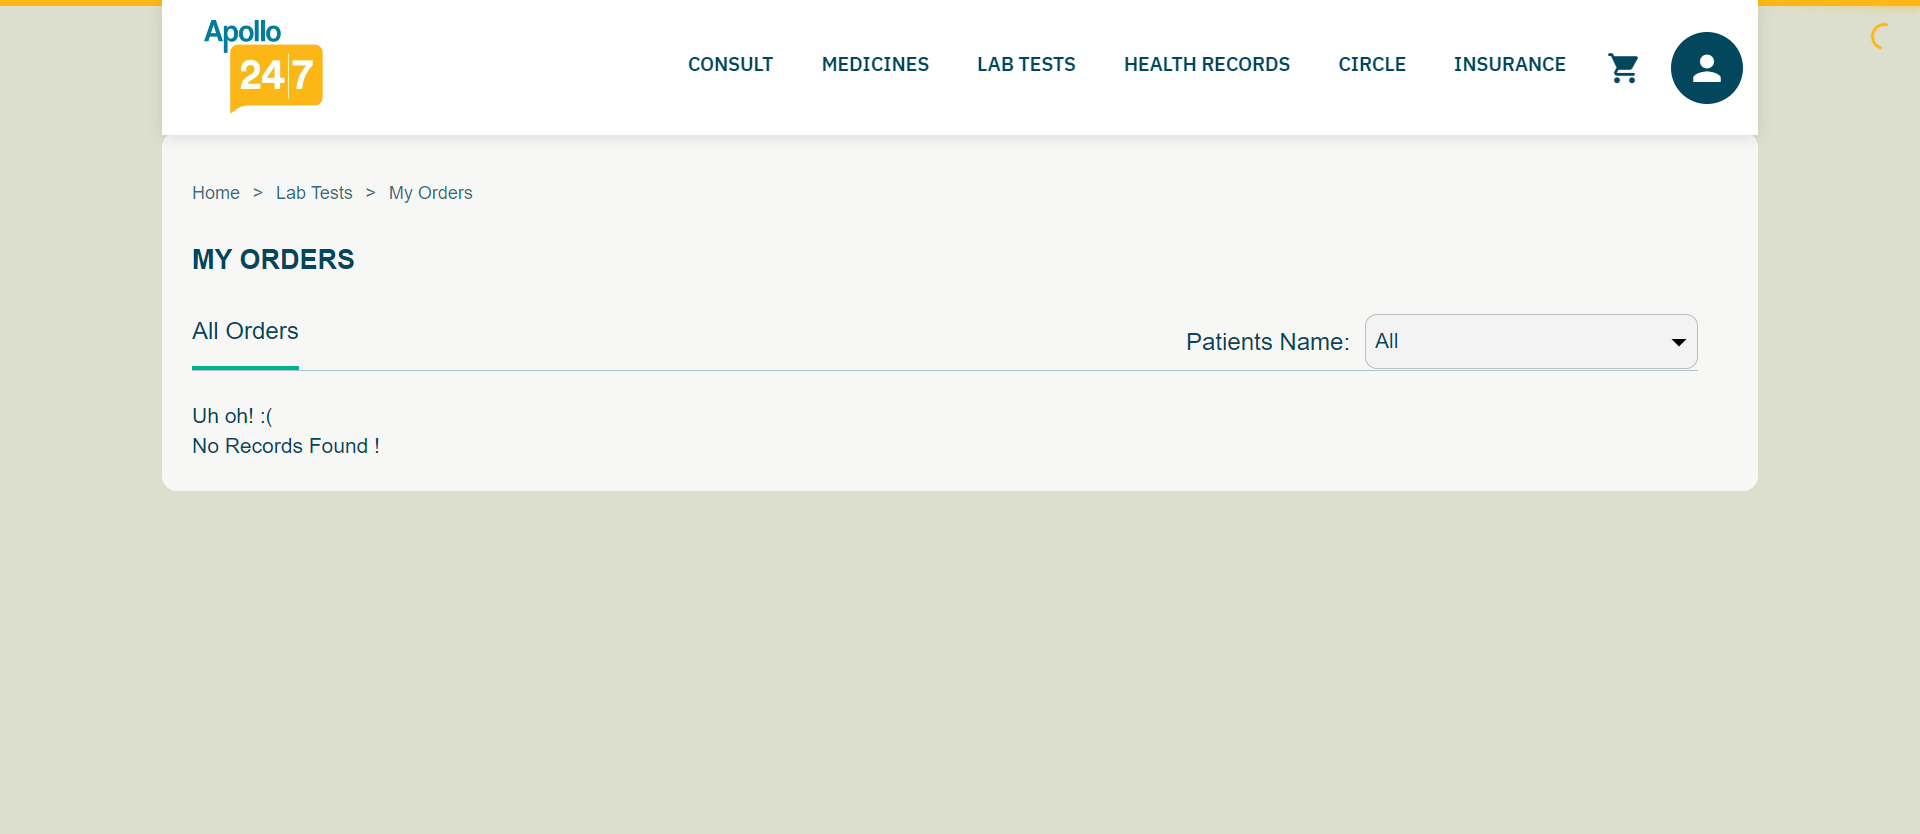 Apollo
24|7
CONSULT MEDICINES LAB TESTS HEALTH RECORDS CIRCLE INSURANCE
Home > Lab Tests > My Orders
MY ORDERS
All Orders
Patients Name: All
Uh oh! :(
No Records Found !